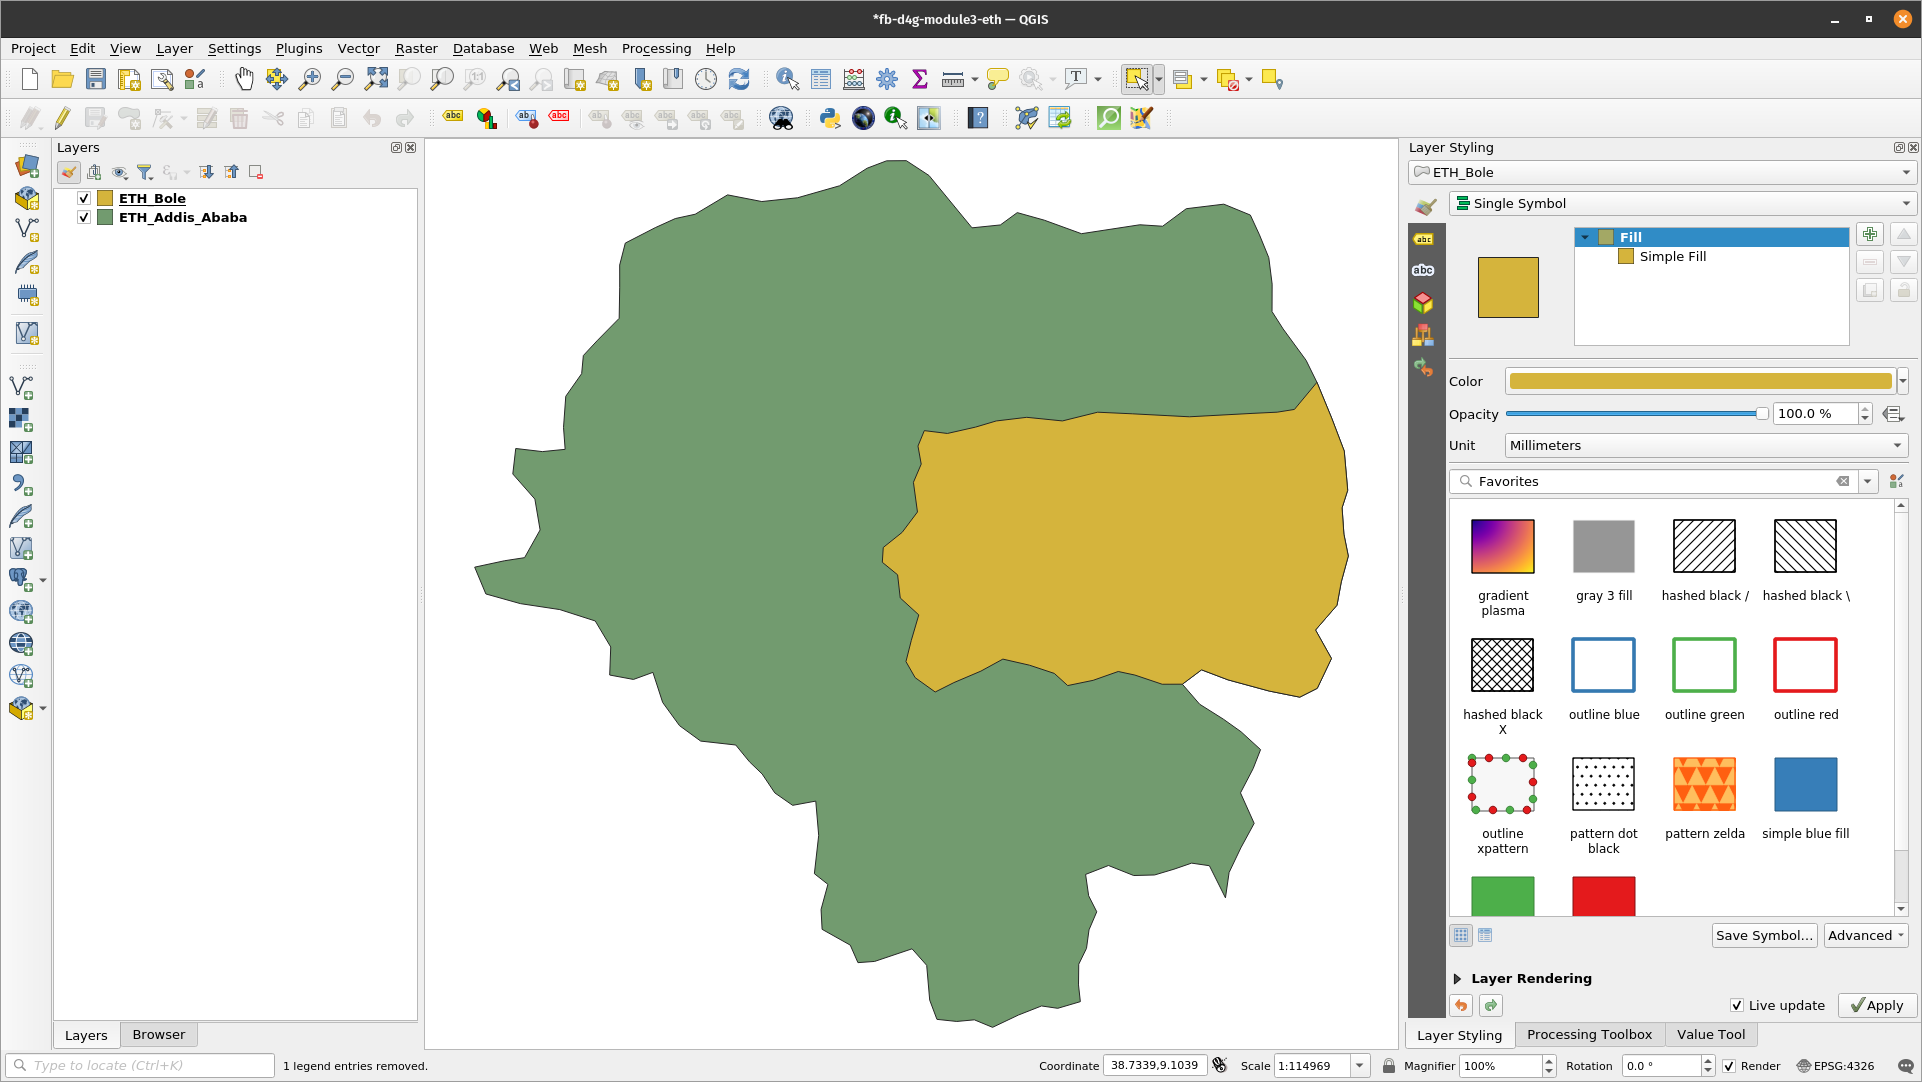 *fb-d4g-module3-eth — QGIS
Project Edit View Layer Settings Plugins Vector Raster Database Web Mesh Processing Help
Layers
ETH_Bole
ETH_Addis_Ababa
Layers Browser
Layer Styling
ETH_Bole
Single Symbol
Fill
Simple Fill
Color
Opacity 100.0 %
Unit Millimeters
Favorites
gradient plasma
gray 3 fill
hashed black /
hashed black \
hashed black X
outline blue
outline green
outline red
outline xpattern
pattern dot black
pattern zelda
simple blue fill
Save Symbol... Advanced
Layer Rendering
Live update Apply
Layer Styling Processing Toolbox Value Tool
Type to locate (Ctrl+K) 1 legend entries removed. Coordinate 38.7339,9.1039 Scale 1:114969 Magnifier 100% Rotation 0.0 ° Render EPSG:4326